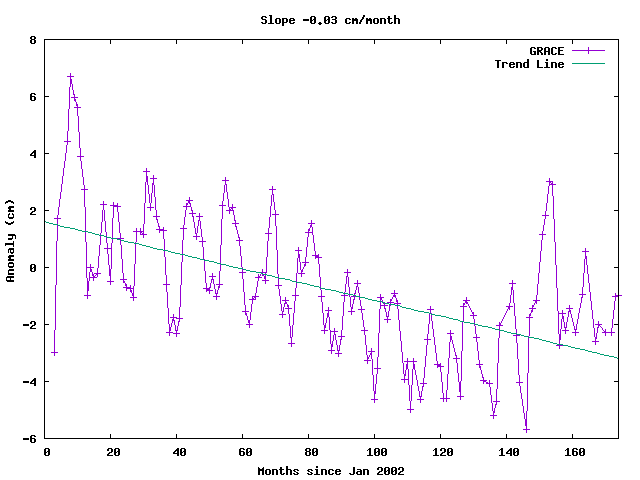 Slope -0.03 cm/month
GRACE
Trend Line
8
6
4
2
0
-2
-4
-6
Anomaly (cm)
0 20 40 60 80 100 120 140 160
Months since Jan 2002